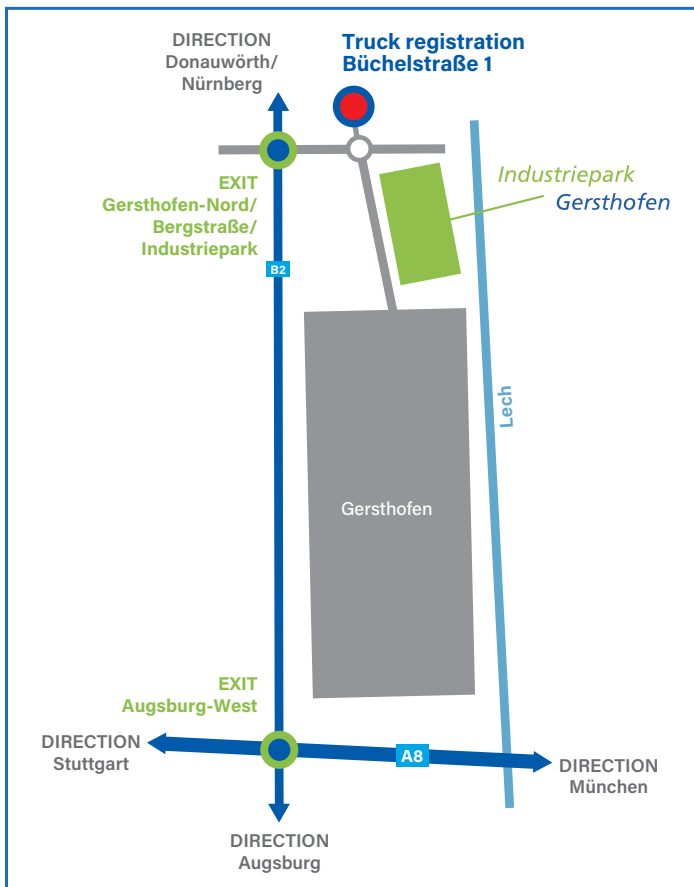 DIRECTION
Donauwörth/
Nürnberg
Truck registration
Büchelstraße 1
EXIT
Gersthofen-Nord/
Bergstraße/
Industriepark
Industriepark
Gersthofen
B2
Lech
Gersthofen
EXIT
Augsburg-West
DIRECTION
Stuttgart
A8
DIRECTION
München
DIRECTION
Augsburg